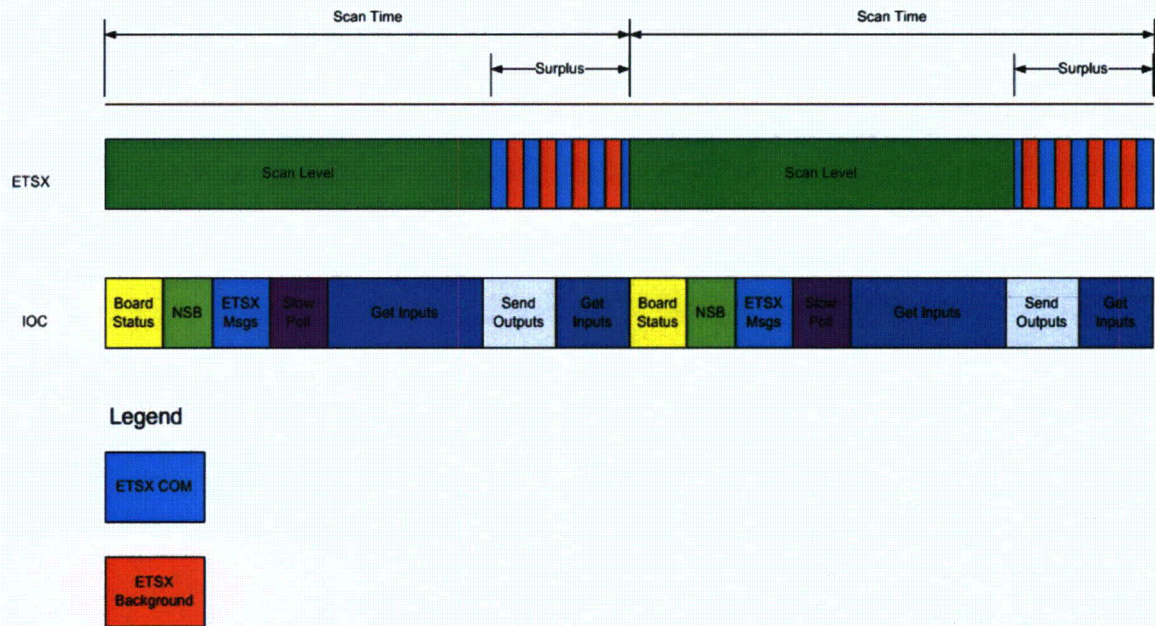 Scan Time
Scan Time
Surplus
Surplus
ETSX
Scan Level
Scan Level
IOC
Board
Status
NSB
ETSX
Msgs
Slow
Poll
Get Inputs
Send
Outputs
Get
Inputs
Board
Status
NSB
ETSX
Msgs
Slow
Poll
Get Inputs
Send
Outputs
Get
Inputs
Legend
ETSX COM
ETSX
Background